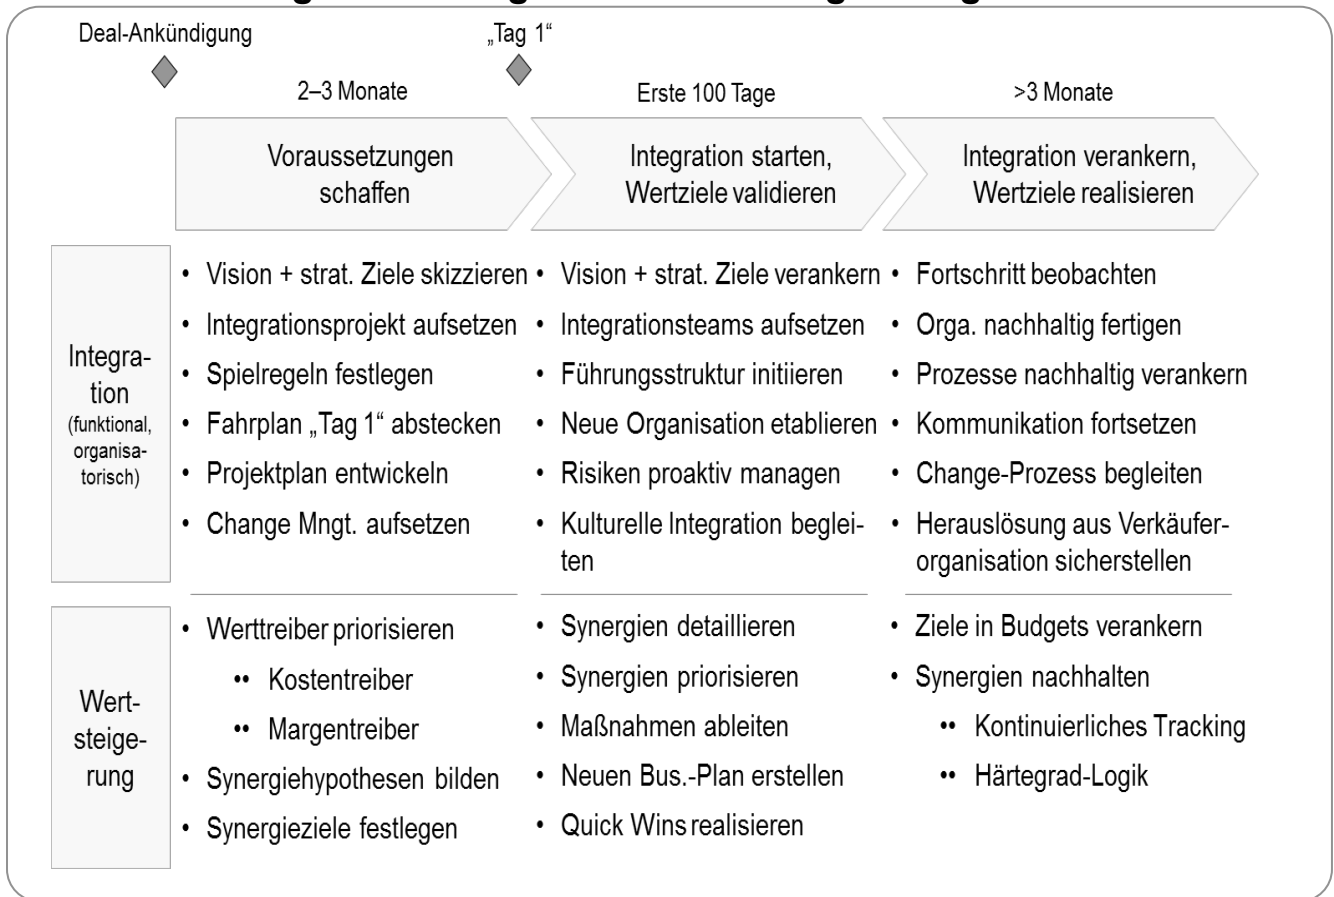 Deal-Ankündigung
„Tag 1“
2–3 Monate
Erste 100 Tage
>3 Monate
Voraussetzungen
schaffen
Integration starten,
Wertziele validieren
Integration verankern,
Wertziele realisieren
Integra-
tion
(funktional,
organisa-
torisch)
• Vision + strat. Ziele skizzieren
• Integrationsprojekt aufsetzen
• Spielregeln festlegen
• Fahrplan „Tag 1“ abstecken
• Projektplan entwickeln
• Change Mngt. aufsetzen
• Vision + strat. Ziele verankern
• Integrationsteams aufsetzen
• Führungsstruktur initiieren
• Neue Organisation etablieren
• Risiken proaktiv managen
• Kulturelle Integration beglei-
ten
• Fortschritt beobachten
• Orga. nachhaltig fertigen
• Prozesse nachhaltig verankern
• Kommunikation fortsetzen
• Change-Prozess begleiten
• Herauslösung aus Verkäufer-
organisation sicherstellen
Wert-
steige-
rung
• Werttreiber priorisieren
•• Kostentreiber
•• Margentreiber
• Synergiehypothesen bilden
• Synergieziele festlegen
• Synergien detaillieren
• Synergien priorisieren
• Maßnahmen ableiten
• Neuen Bus.-Plan erstellen
• Quick Wins realisieren
• Ziele in Budgets verankern
• Synergien nachhalten
•• Kontinuierliches Tracking
•• Härtegrad-Logik